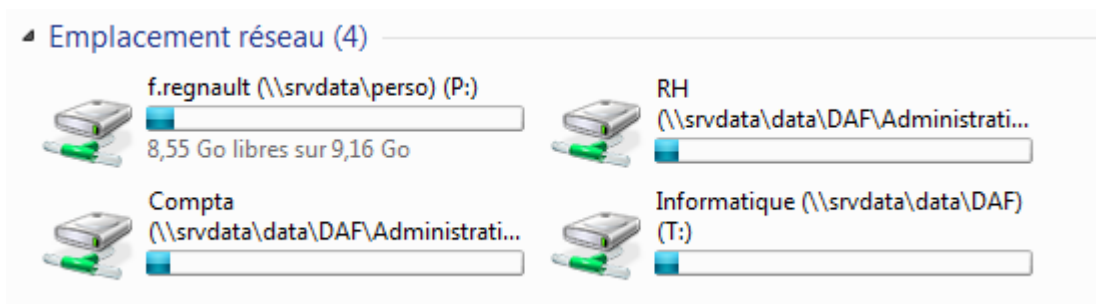 Emplacement réseau (4)
f.regnault (\\srvdata\perso) (P:)
8,55 Go libres sur 9,16 Go
RH
(\\srvdata\data\DAF\Administrati...
Compta
(\\srvdata\data\DAF\Administrati...
Informatique (\\srvdata\data\DAF)
(T:)